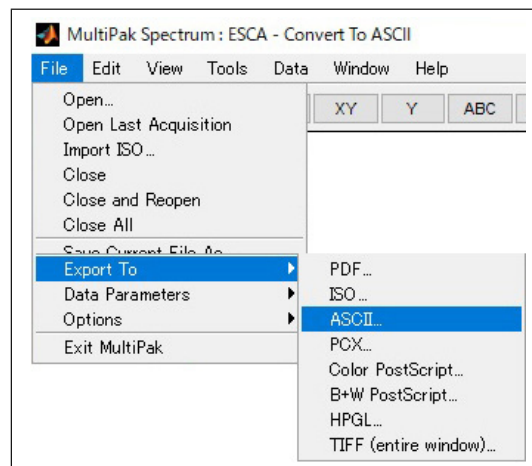 MultiPak Spectrum : ESCA - Convert To ASCII
File Edit View Tools Data Window Help
XY Y ABC
Open...
Open Last Acquisition
Import ISO...
Close
Close and Reopen
Close All
Save Current File As
Export To
Data Parameters
Options
Exit MultiPak
PDF...
ISO...
ASCII...
PCX...
Color PostScript...
B+W PostScript...
HPGL...
TIFF (entire window)...